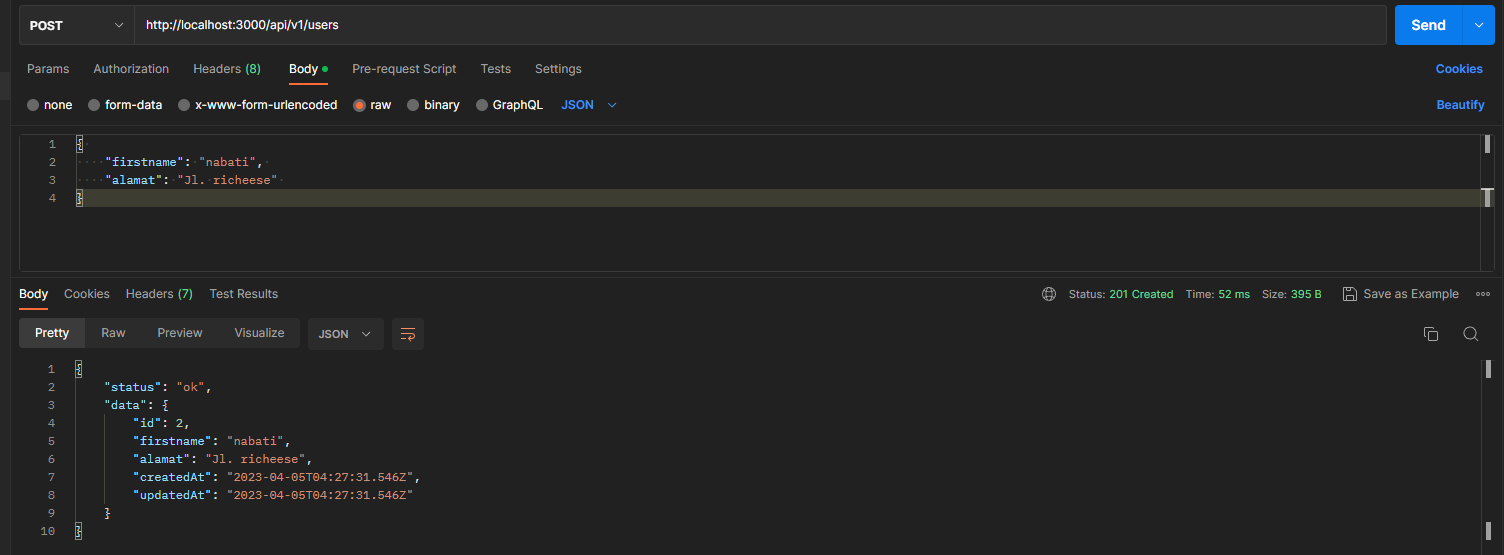 POST http://localhost:3000/api/v1/users Send
Params Authorization Headers (8) Body Pre-request Script Tests Settings Cookies
none form-data x-www-form-urlencoded raw binary GraphQL JSON Beautify
1 {
2 "firstname": "nabati",
3 "alamat": "Jl. richeese"
4 }
Body Cookies Headers (7) Test Results Status: 201 Created Time: 52 ms Size: 395 B Save as Example
Pretty Raw Preview Visualize JSON
1 {
2 "status": "ok",
3 "data": {
4 "id": 2,
5 "firstname": "nabati",
6 "alamat": "Jl. richeese",
7 "createdAt": "2023-04-05T04:27:31.546Z",
8 "updatedAt": "2023-04-05T04:27:31.546Z"
9 }
10 }